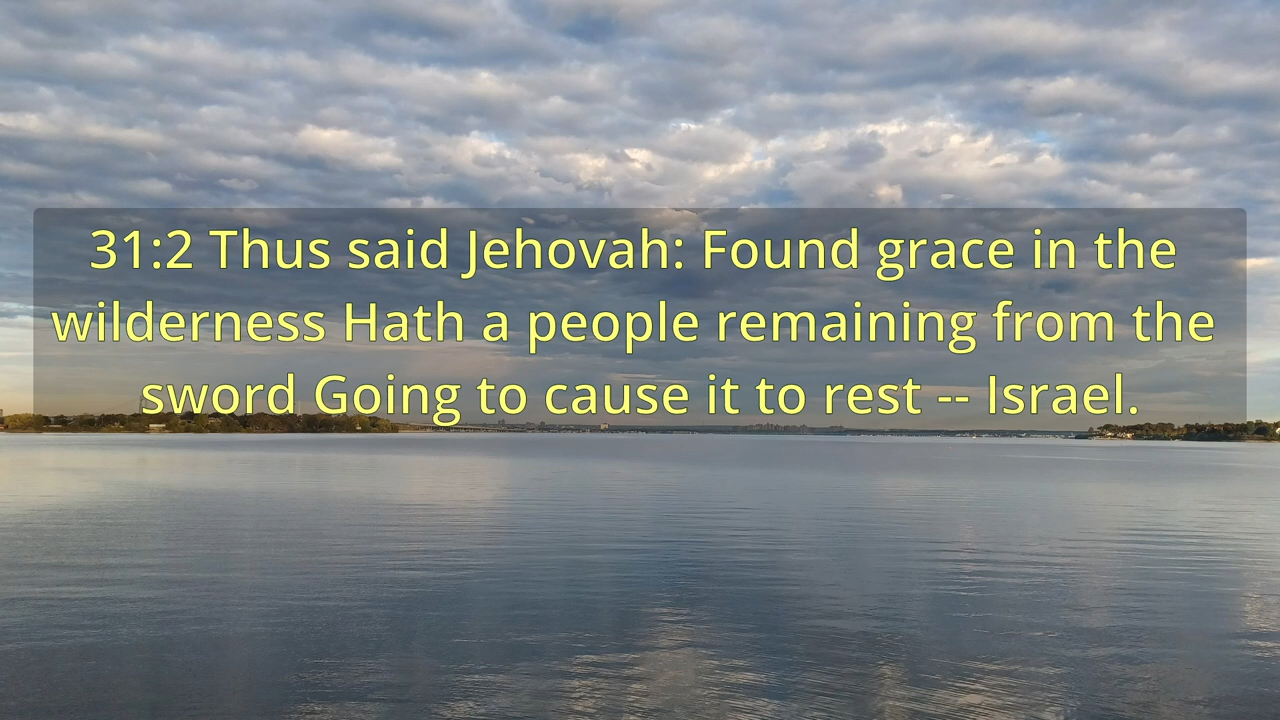 31:2 Thus said Jehovah: Found grace in the
wilderness Hath a people remaining from the
sword Going to cause it to rest -- Israel.